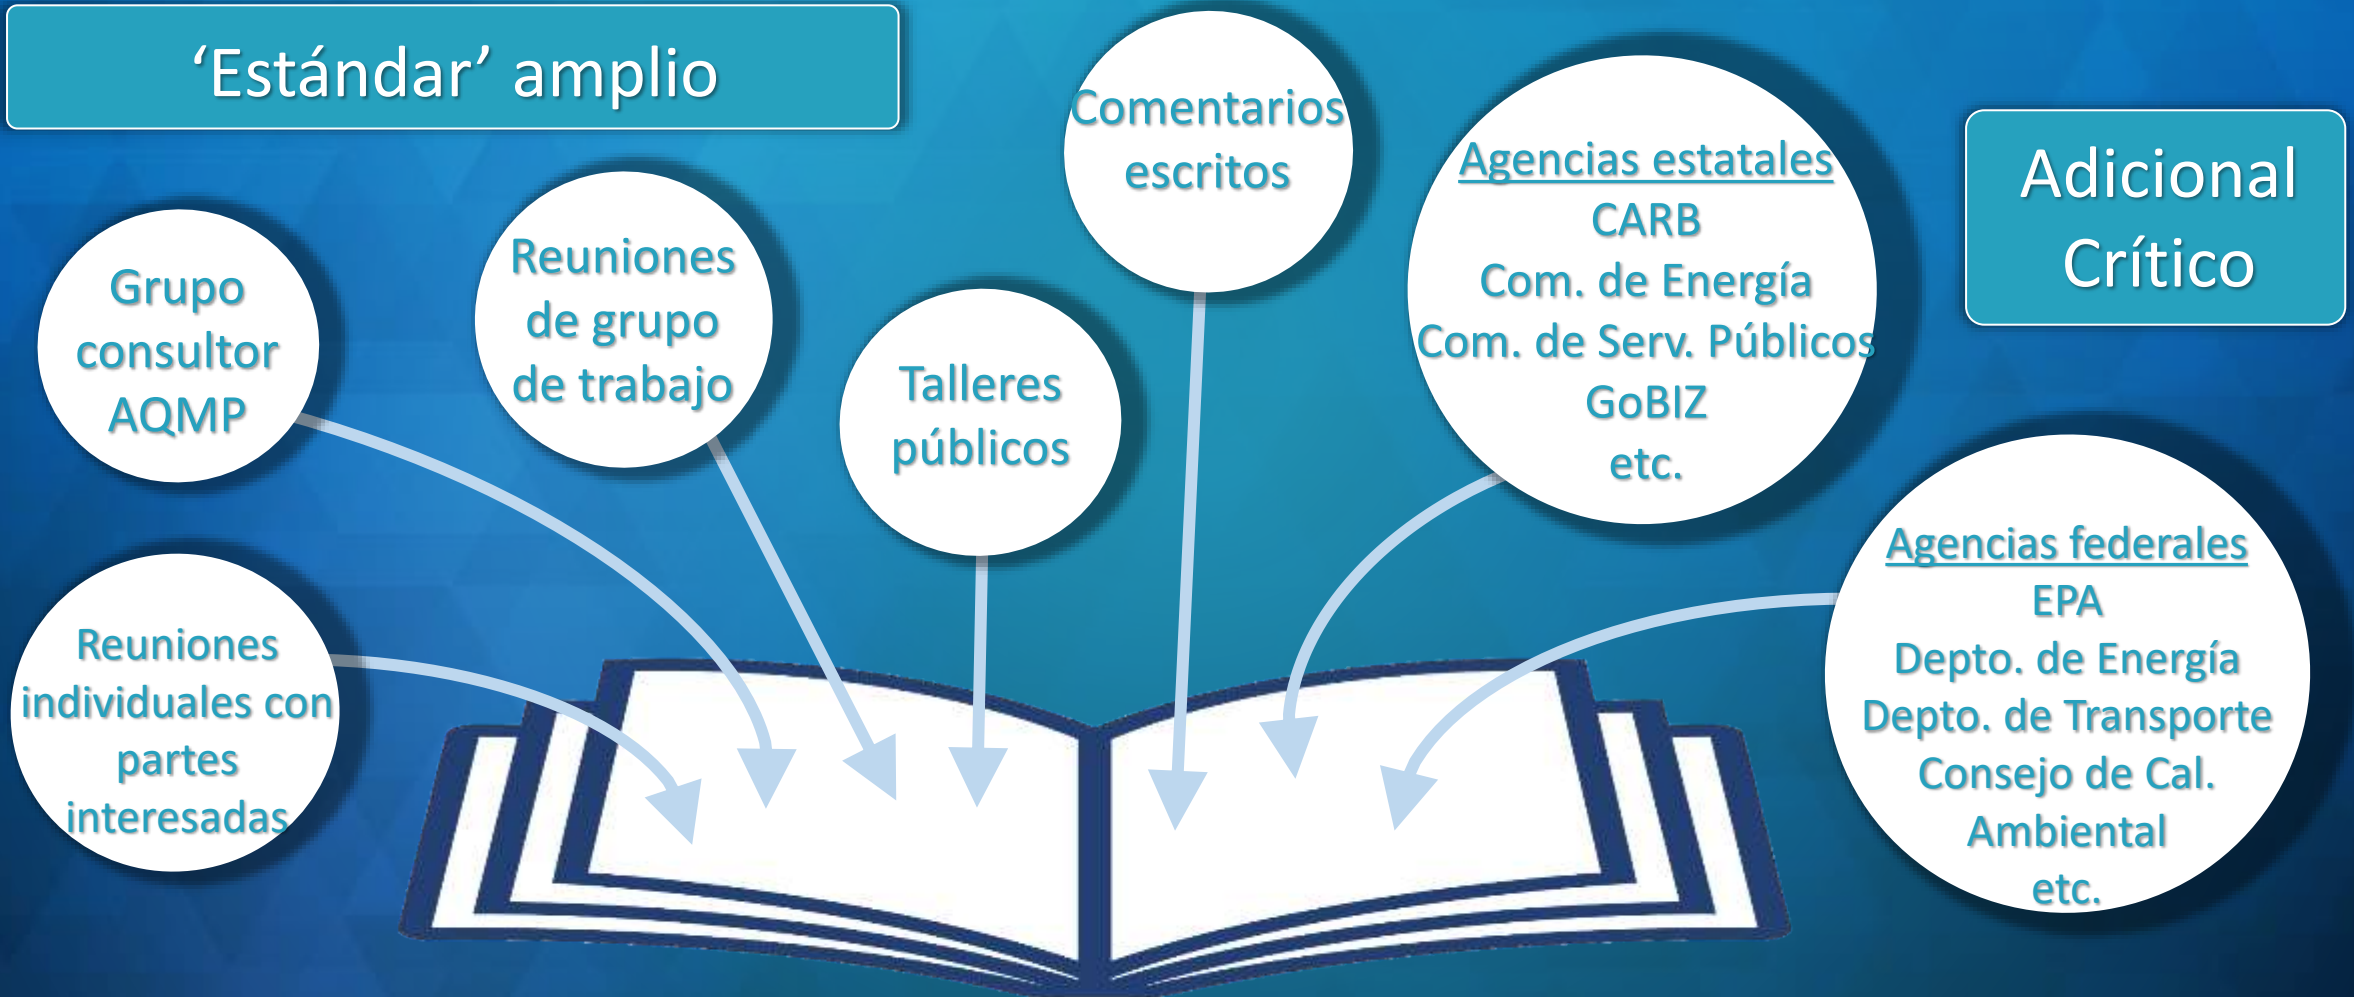 ‘Estándar’ amplio
Grupo
consultor
AQMP
Reuniones
individuales con
partes
interesadas
Reuniones
de grupo
de trabajo
Talleres
públicos
Comentarios
escritos
Agencias estatales
CARB
Com. de Energía
Com. de Serv. Públicos
GoBIZ
etc.
Adicional
Crítico
Agencias federales
EPA
Depto. de Energía
Depto. de Transporte
Consejo de Cal.
Ambiental
etc.